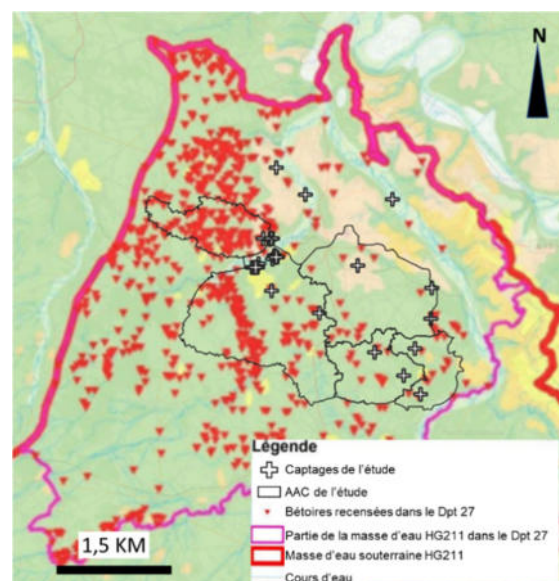 N
Légende
Captages de l'étude
AAC de l'étude
Bétoires recensées dans le Dpt 27
Partie de la masse d'eau HG211 dans le Dpt 27
Masse d'eau souterraine HG211
Cours d'eau
1,5 KM